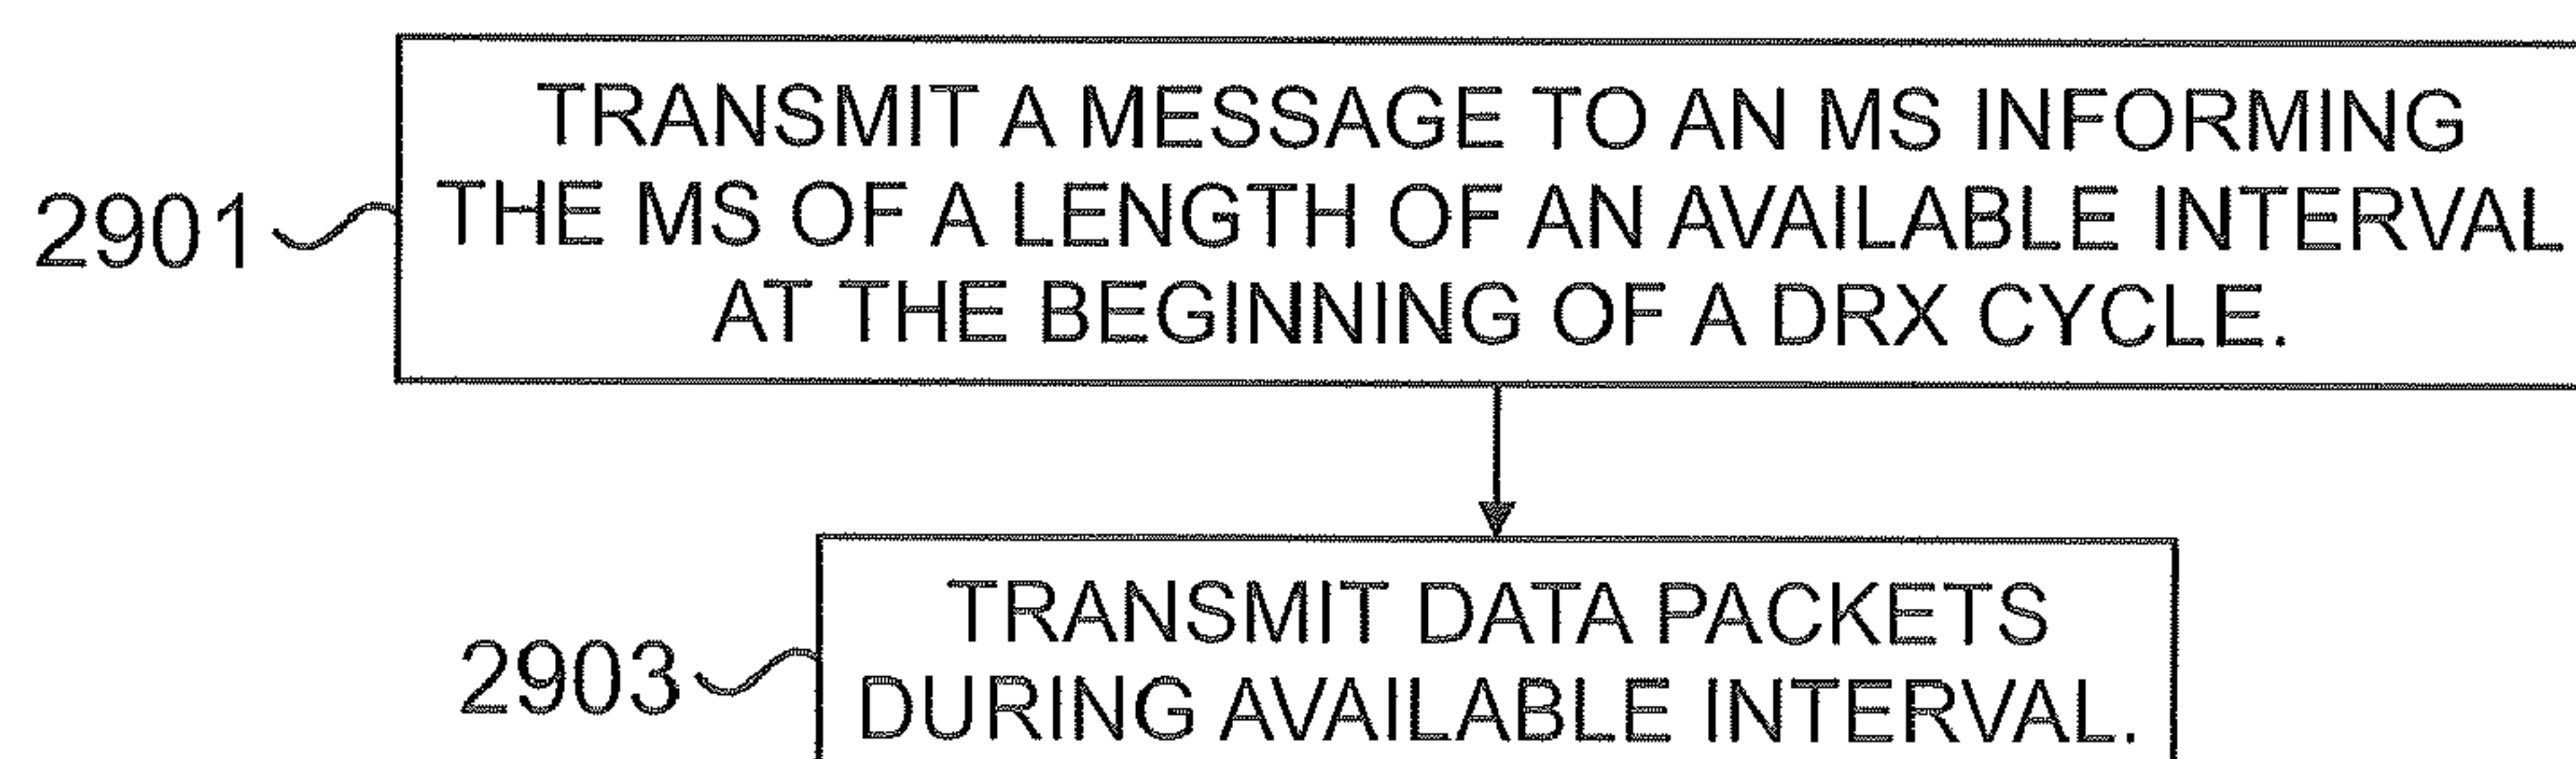 TRANSMIT A MESSAGE TO AN MS INFORMING
2901 THE MS OF A LENGTH OF AN AVAILABLE INTERVAL
AT THE BEGINNING OF A DRX CYCLE.
TRANSMIT DATA PACKETS
2903 DURING AVAILABLE INTERVAL.